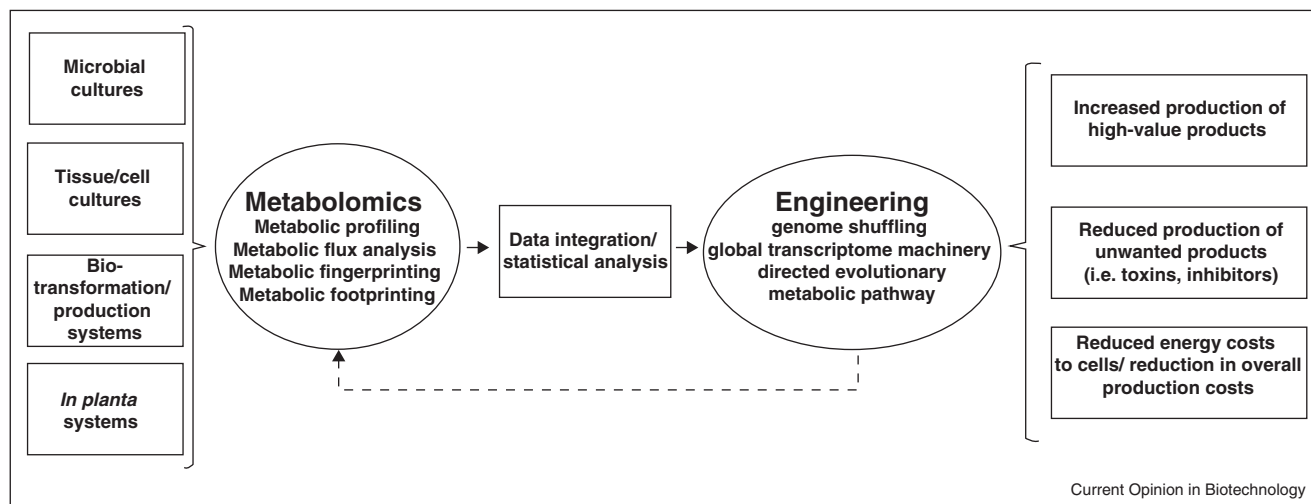 Microbial
cultures
Tissue/cell
cultures
Bio-
transformation/
production
systems
In planta
systems
Metabolomics
Metabolic profiling
Metabolic flux analysis
Metabolic fingerprinting
Metabolic footprinting
Data integration/
statistical analysis
Engineering
genome shuffling
global transcriptome machinery
directed evolutionary
metabolic pathway
Increased production of
high-value products
Reduced production of
unwanted products
(i.e. toxins, inhibitors)
Reduced energy costs
to cells/ reduction in overall
production costs
Current Opinion in Biotechnology